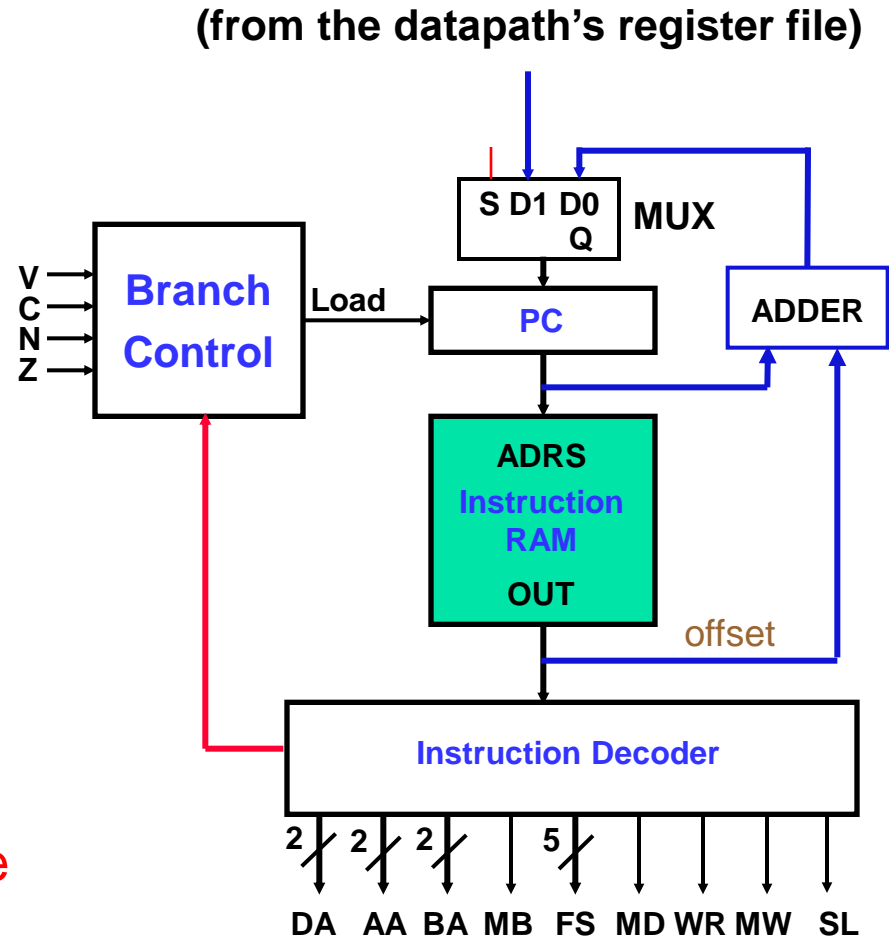 (from the datapath's register file)
S D1 D0
Q
MUX
V
C
N
Z
Branch
Control
Load
PC
ADDER
ADRS
Instruction
RAM
OUT
offset
Instruction Decoder
2 2 2 5
e
DA AA BA MB FS MD WR MW SL